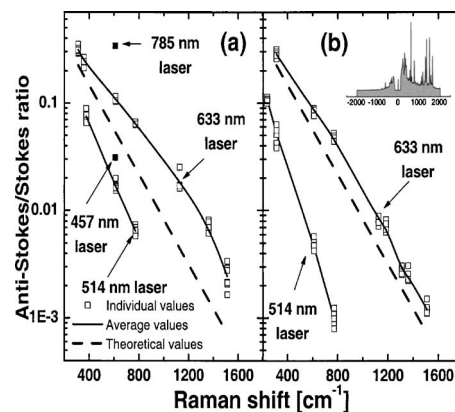 (a)
(b)
785 nm
laser
633 nm
laser
457 nm
laser
514 nm laser
Individual values
Average values
Theoretical values
633 nm
laser
514 nm
laser
-2000 -1000 0 1000 2000
0.1
0.01
1E-3
Anti-Stokes/Stokes ratio
400 800 1200 1600
400 800 1200 1600
Raman shift [cm-1]